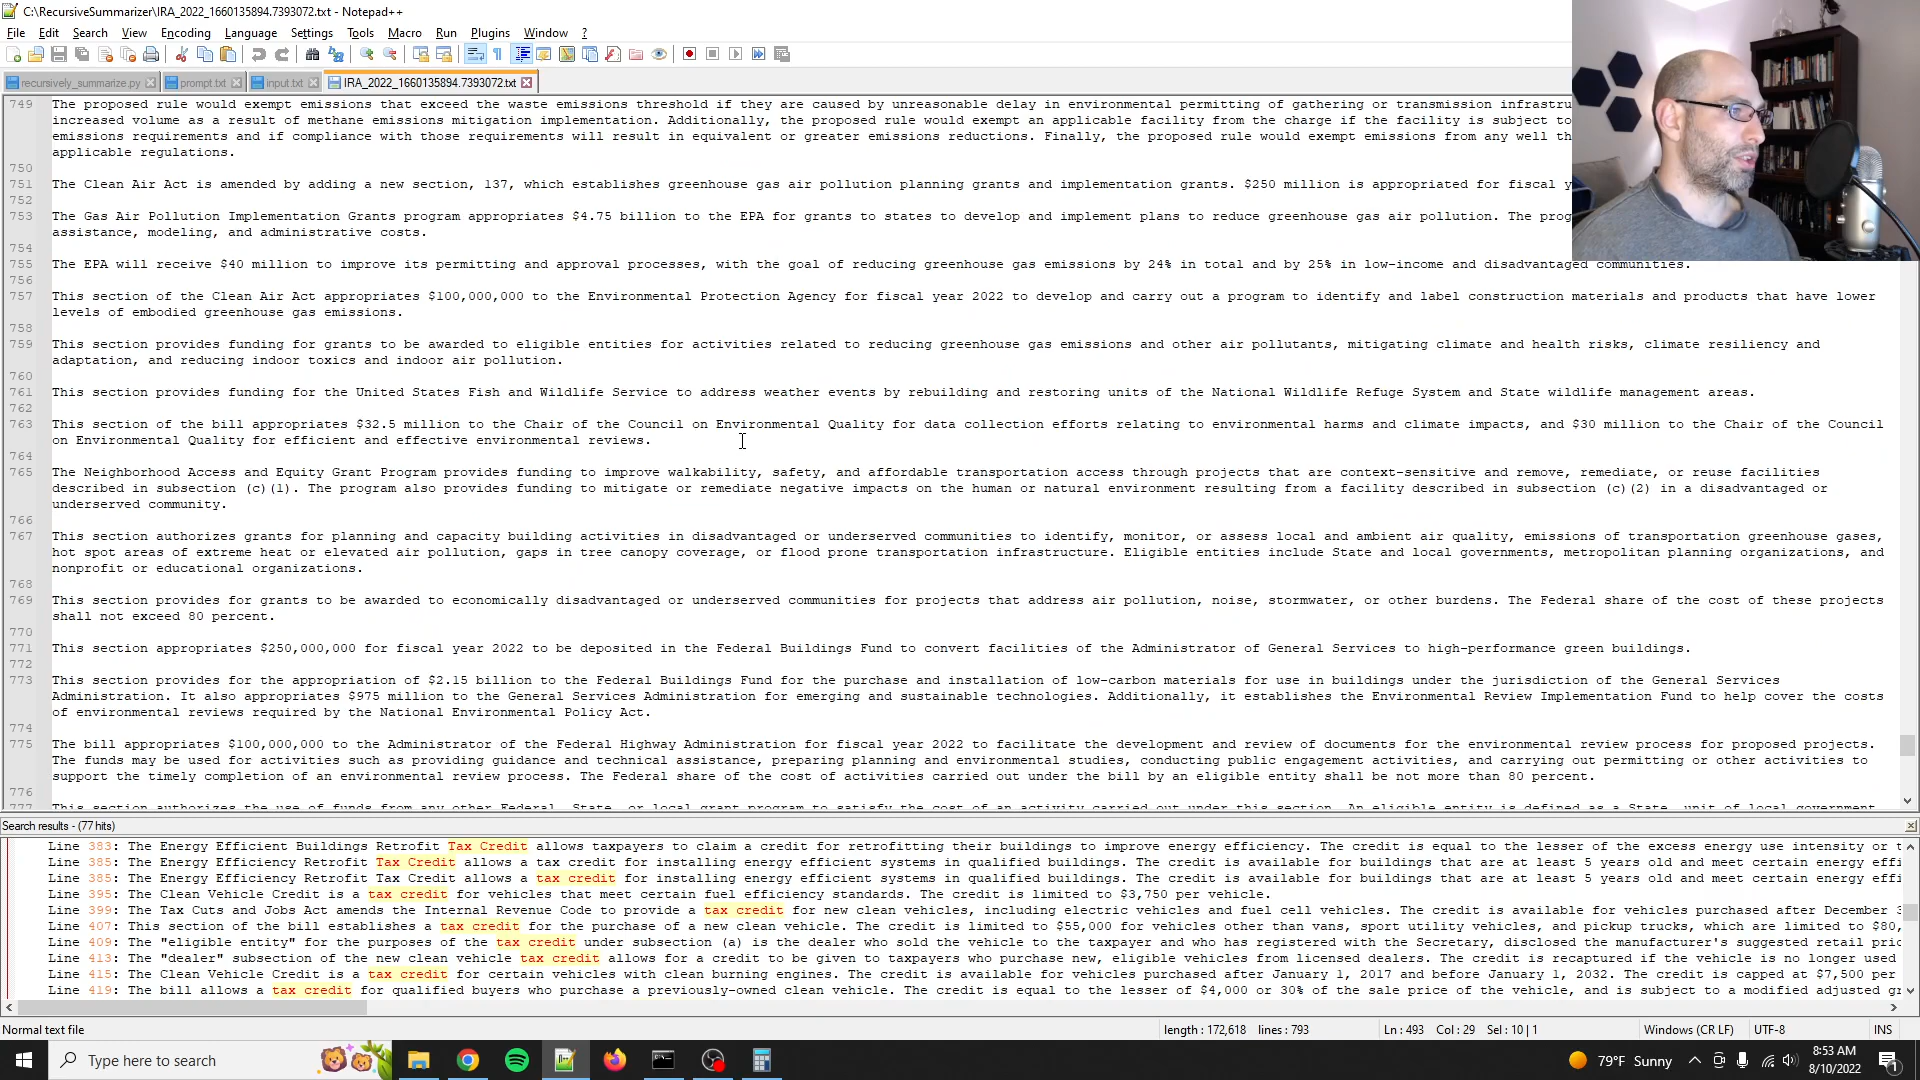 C:\RecursiveSummarizer\IRA_2022_1660135894.7393072.txt - Notepad++
File Edit Search View Encoding Language Settings Tools Macro Run Plugins Window ?
recursively_summarize.py prompt.txt input.txt IRA_2022_1660135894.7393072.txt
749 The proposed rule would exempt emissions that exceed the waste emissions threshold if they are caused by unreasonable delay in environmental permitting of gathering or transmission infrastru
increased volume as a result of methane emissions mitigation implementation. Additionally, the proposed rule would exempt an applicable facility from the charge if the facility is subject to
emissions requirements and if compliance with those requirements will result in equivalent or greater emissions reductions. Finally, the proposed rule would exempt emissions from any well th
applicable regulations.
750
751 The Clean Air Act is amended by adding a new section, 137, which establishes greenhouse gas air pollution planning grants and implementation grants. $250 million is appropriated for fiscal y
752
753 The Gas Air Pollution Implementation Grants program appropriates $4.75 billion to the EPA for grants to states to develop and implement plans to reduce greenhouse gas air pollution. The prog
assistance, modeling, and administrative costs.
754
755 The EPA will receive $40 million to improve its permitting and approval processes, with the goal of reducing greenhouse gas emissions by 24% in total and by 25% in low-income and disadvantaged communities.
756
757 This section of the Clean Air Act appropriates $100,000,000 to the Environmental Protection Agency for fiscal year 2022 to develop and carry out a program to identify and label construction materials and products that have lower
levels of embodied greenhouse gas emissions.
758
759 This section provides funding for grants to be awarded to eligible entities for activities related to reducing greenhouse gas emissions and other air pollutants, mitigating climate and health risks, climate resiliency and
adaptation, and reducing indoor toxics and indoor air pollution.
760
761 This section provides funding for the United States Fish and Wildlife Service to address weather events by rebuilding and restoring units of the National Wildlife Refuge System and State wildlife management areas.
762
763 This section of the bill appropriates $32.5 million to the Chair of the Council on Environmental Quality for data collection efforts relating to environmental harms and climate impacts, and $30 million to the Chair of the Council
on Environmental Quality for efficient and effective environmental reviews.
764
765 The Neighborhood Access and Equity Grant Program provides funding to improve walkability, safety, and affordable transportation access through projects that are context-sensitive and remove, remediate, or reuse facilities
described in subsection (c)(1). The program also provides funding to mitigate or remediate negative impacts on the human or natural environment resulting from a facility described in subsection (c)(2) in a disadvantaged or
underserved community.
766
767 This section authorizes grants for planning and capacity building activities in disadvantaged or underserved communities to identify, monitor, or assess local and ambient air quality, emissions of transportation greenhouse gases,
hot spot areas of extreme heat or elevated air pollution, gaps in tree canopy coverage, or flood prone transportation infrastructure. Eligible entities include State and local governments, metropolitan planning organizations, and
nonprofit or educational organizations.
768
769 This section provides for grants to be awarded to economically disadvantaged or underserved communities for projects that address air pollution, noise, stormwater, or other burdens. The Federal share of the cost of these projects
shall not exceed 80 percent.
770
771 This section appropriates $250,000,000 for fiscal year 2022 to be deposited in the Federal Buildings Fund to convert facilities of the Administrator of General Services to high-performance green buildings.
772
773 This section provides for the appropriation of $2.15 billion to the Federal Buildings Fund for the purchase and installation of low-carbon materials for use in buildings under the jurisdiction of the General Services
Administration. It also appropriates $975 million to the General Services Administration for emerging and sustainable technologies. Additionally, it establishes the Environmental Review Implementation Fund to help cover the costs
of environmental reviews required by the National Environmental Policy Act.
774
775 The bill appropriates $100,000,000 to the Administrator of the Federal Highway Administration for fiscal year 2022 to facilitate the development and review of documents for the environmental review process for proposed projects.
The funds may be used for activities such as providing guidance and technical assistance, preparing planning and environmental studies, conducting public engagement activities, and carrying out permitting or other activities to
support the timely completion of an environmental review process. The Federal share of the cost of activities carried out under the bill by an eligible entity shall be not more than 80 percent.
776
777 This section authorizes the use of funds from any other Federal, State, or local grant program to satisfy the cost of an activity carried out under this section. An eligible entity is defined as a State, unit of local government
Search results - (77 hits)
Line 383: The Energy Efficient Buildings Retrofit Tax Credit allows taxpayers to claim a credit for retrofitting their buildings to improve energy efficiency. The credit is equal to the lesser of the excess energy use intensity or t
Line 385: The Energy Efficiency Retrofit Tax Credit allows a tax credit for installing energy efficient systems in qualified buildings. The credit is available for buildings that are at least 5 years old and meet certain energy effi
Line 385: The Energy Efficiency Retrofit Tax Credit allows a tax credit for installing energy efficient systems in qualified buildings. The credit is available for buildings that are at least 5 years old and meet certain energy effi
Line 395: The Clean Vehicle Credit is a tax credit for vehicles that meet certain fuel efficiency standards. The credit is limited to $3,750 per vehicle.
Line 399: The Tax Cuts and Jobs Act amends the Internal Revenue Code to provide a tax credit for new clean vehicles, including electric vehicles and fuel cell vehicles. The credit is available for vehicles purchased after December 3
Line 407: This section of the bill establishes a tax credit for the purchase of a new clean vehicle. The credit is limited to $55,000 for vehicles other than vans, sport utility vehicles, and pickup trucks, which are limited to $80,
Line 409: The "eligible entity" for the purposes of the tax credit under subsection (a) is the dealer who sold the vehicle to the taxpayer and who has registered with the Secretary, disclosed the manufacturer's suggested retail pric
Line 413: The "dealer" subsection of the new clean vehicle tax credit allows for a credit to be given to taxpayers who purchase new, eligible vehicles from licensed dealers. The credit is recaptured if the vehicle is no longer used
Line 415: The Clean Vehicle Credit is a tax credit for certain vehicles with clean burning engines. The credit is available for vehicles purchased after January 1, 2017 and before January 1, 2032. The credit is capped at $7,500 per
Line 419: The bill allows a tax credit for qualified buyers who purchase a previously-owned clean vehicle. The credit is equal to the lesser of $4,000 or 30% of the sale price of the vehicle, and is subject to a modified adjusted gr
Normal text file length : 172,618 lines : 793 Ln : 493 Col : 29 Sel : 10 | 1 Windows (CR LF) UTF-8 INS
Type here to search 79°F Sunny 8:53 AM
8/10/2022
1